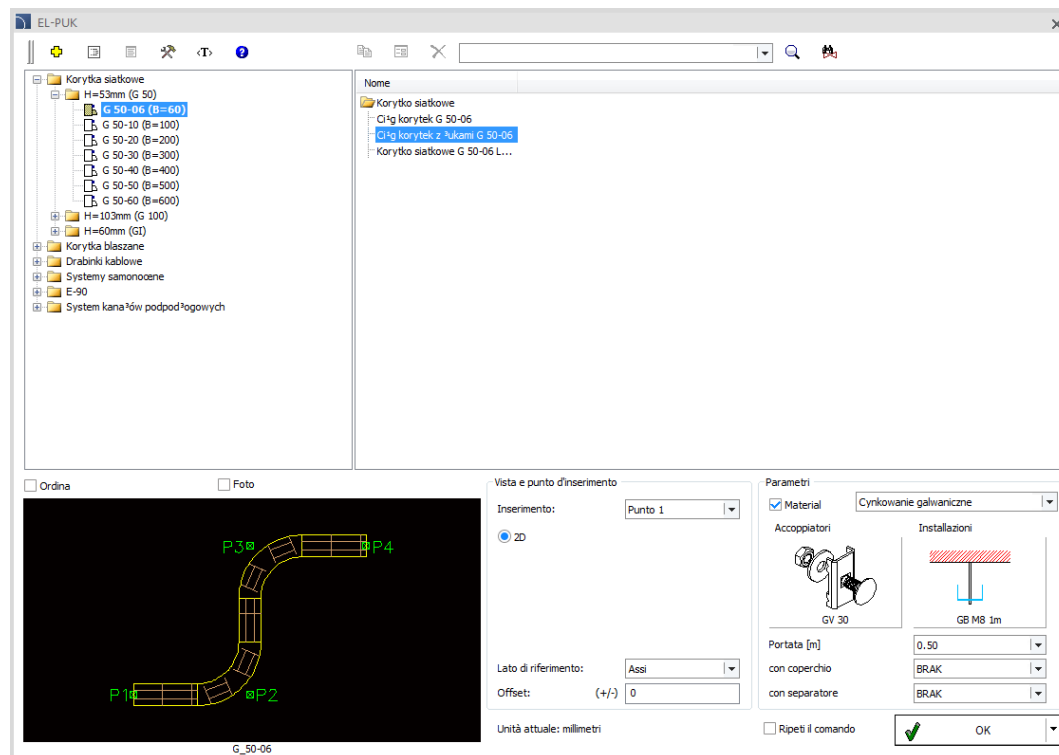 EL-PUK
<T>
Korytka siatkowe
H=53mm (G 50)
G 50-06 (B=60)
G 50-10 (B=100)
G 50-20 (B=200)
G 50-30 (B=300)
G 50-40 (B=400)
G 50-50 (B=500)
G 50-60 (B=600)
H=103mm (G 100)
H=60mm (GI)
Korytka blaszane
Drabinki kablowe
Systemy samonoœne
E-90
System kana³ów podpod³ogowych
Nome
Korytko siatkowe
Ci¹g korytek G 50-06
Ci¹g korytek z ³ukami G 50-06
Korytko siatkowe G 50-06 L...
Ordina
Foto
P3
P4
P1
P2
G_50-06
Vista e punto d'inserimento
Inserimento:
Punto 1
2D
Lato di riferimento:
Assi
Offset:
(+/-)
0
Unità attuale: millimetri
Parametri
Material
Cynkowanie galwaniczne
Accoppiatori
Installazioni
GV 30
GB M8 1m
Portata [m]
0.50
con coperchio
BRAK
con separatore
BRAK
Ripeti il comando
OK